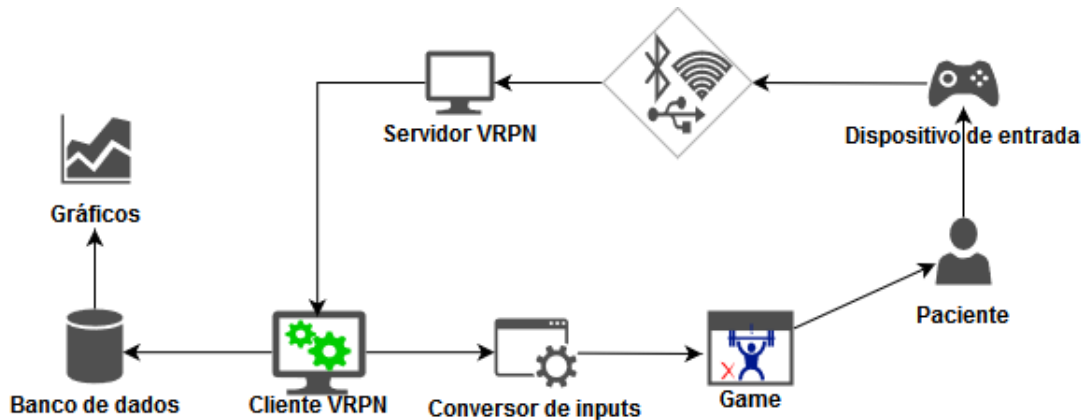 Servidor VRPN
Dispositivo de entrada
Gráficos
Paciente
Banco de dados
Cliente VRPN
Conversor de inputs
Game